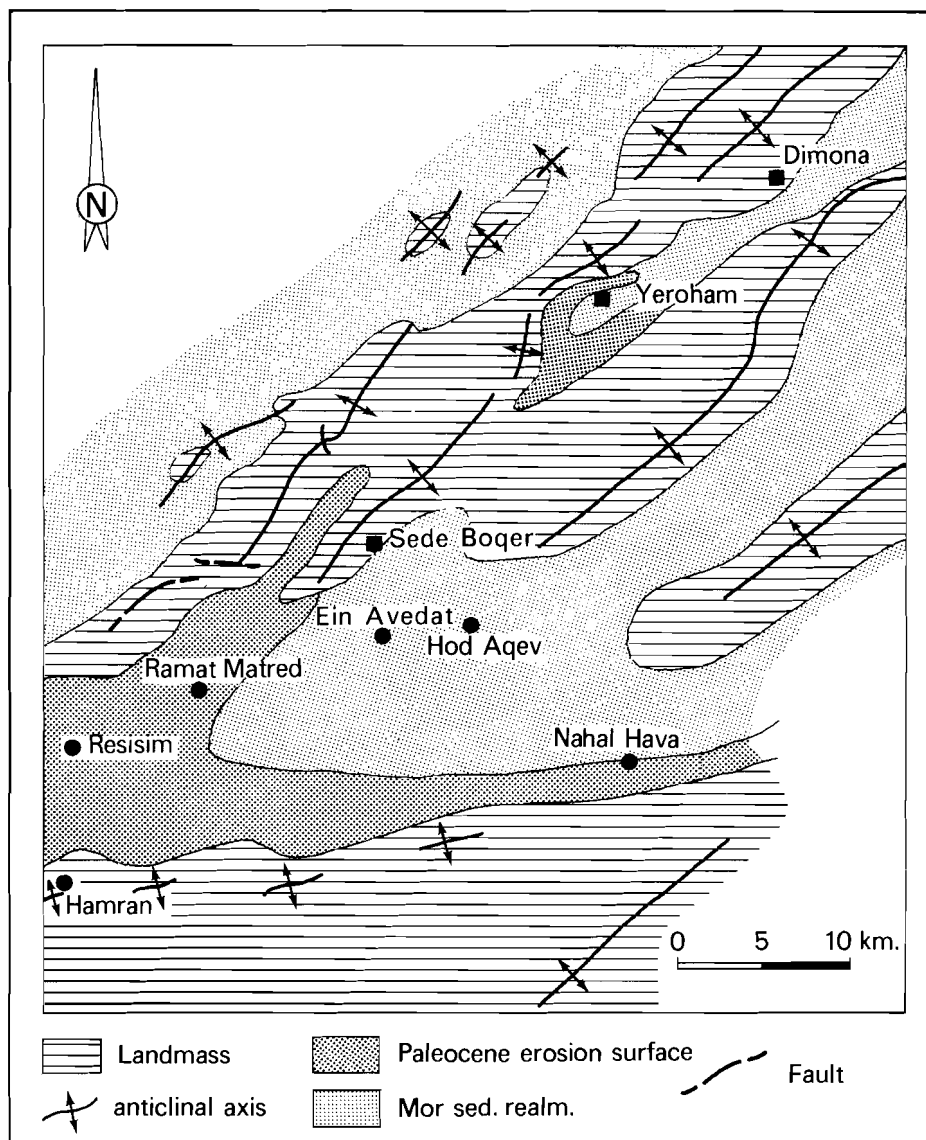 N
Dimona
Yeroham
Sede Boqer
Ein Avedat
Hod Aqev
Ramat Matred
Resisim
Nahal Hava
Hamran
0 5 10 km.
Landmass
Paleocene erosion surface
Fault
anticlinal axis
Mor sed. realm.